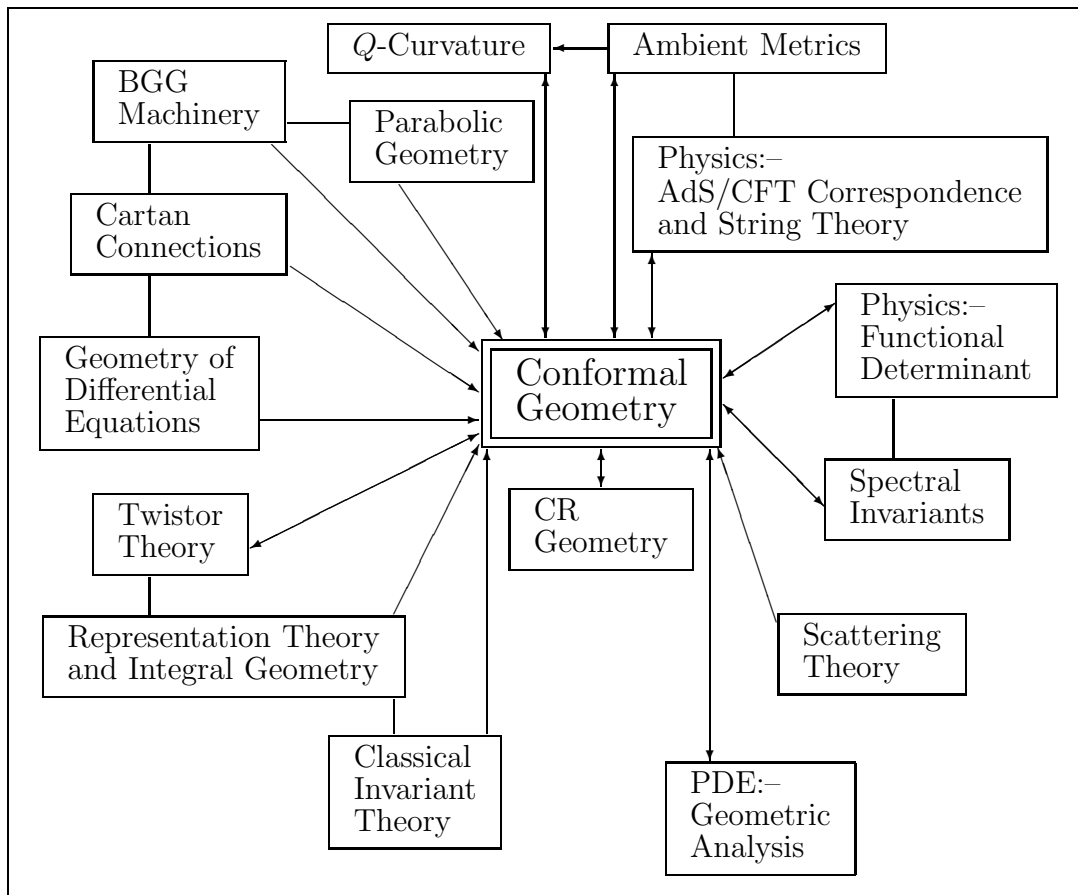 Q-Curvature
Ambient Metrics
BGG
Machinery
Parabolic
Geometry
Physics:–
AdS/CFT Correspondence
and String Theory
Cartan
Connections
Physics:–
Functional
Determinant
Geometry of
Differential
Equations
Conformal
Geometry
Spectral
Invariants
CR
Geometry
Twistor
Theory
Representation Theory
and Integral Geometry
Scattering
Theory
Classical
Invariant
Theory
PDE:–
Geometric
Analysis